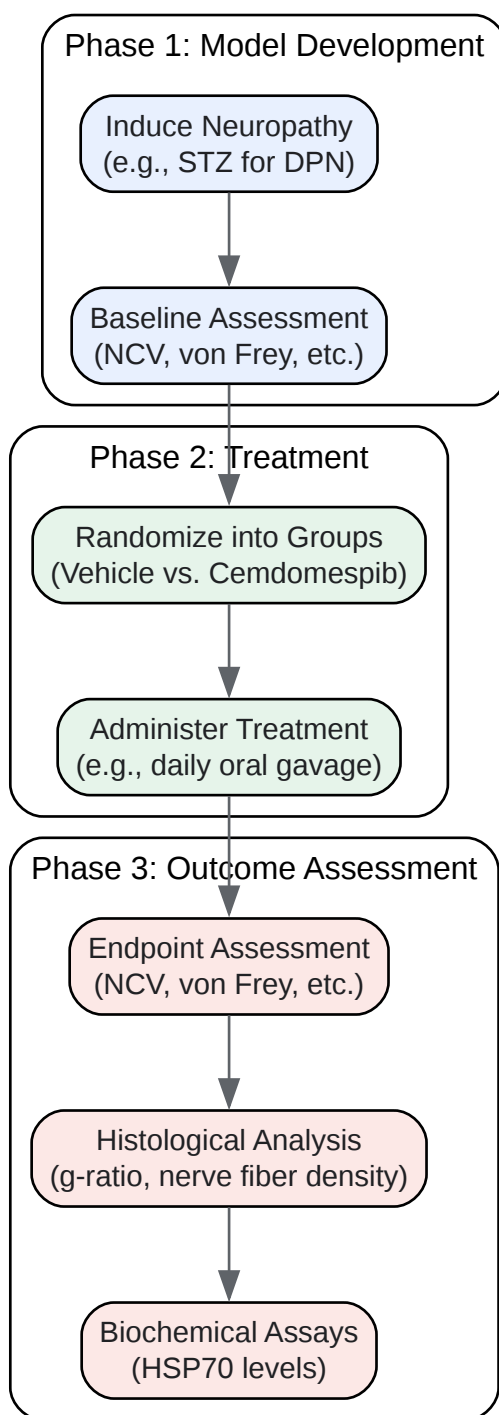 Phase 1: Model Development
Induce Neuropathy
(e.g., STZ for DPN)
Baseline Assessment
(NCV, von Frey, etc.)
Phase 2: Treatment
Randomize into Groups
(Vehicle vs. Cemdomespib)
Administer Treatment
(e.g., daily oral gavage)
Phase 3: Outcome Assessment
Endpoint Assessment
(NCV, von Frey, etc.)
Histological Analysis
(g-ratio, nerve fiber density)
Biochemical Assays
(HSP70 levels)